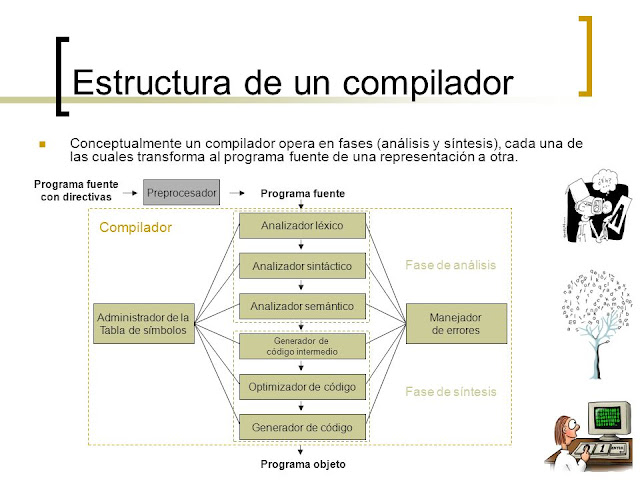 Estructura de un compilador
Conceptualmente un compilador opera en fases (análisis y síntesis), cada una de
las cuales transforma al programa fuente de una representación a otra.
Programa fuente
con directivas
Preprocesador
Programa fuente
Compilador
Analizador léxico
Analizador sintáctico
Fase de análisis
Analizador semántico
Administrador de la
Tabla de símbolos
Manejador
de errores
Generador de
código intermedio
Optimizador de código
Fase de síntesis
Generador de código
Programa objeto